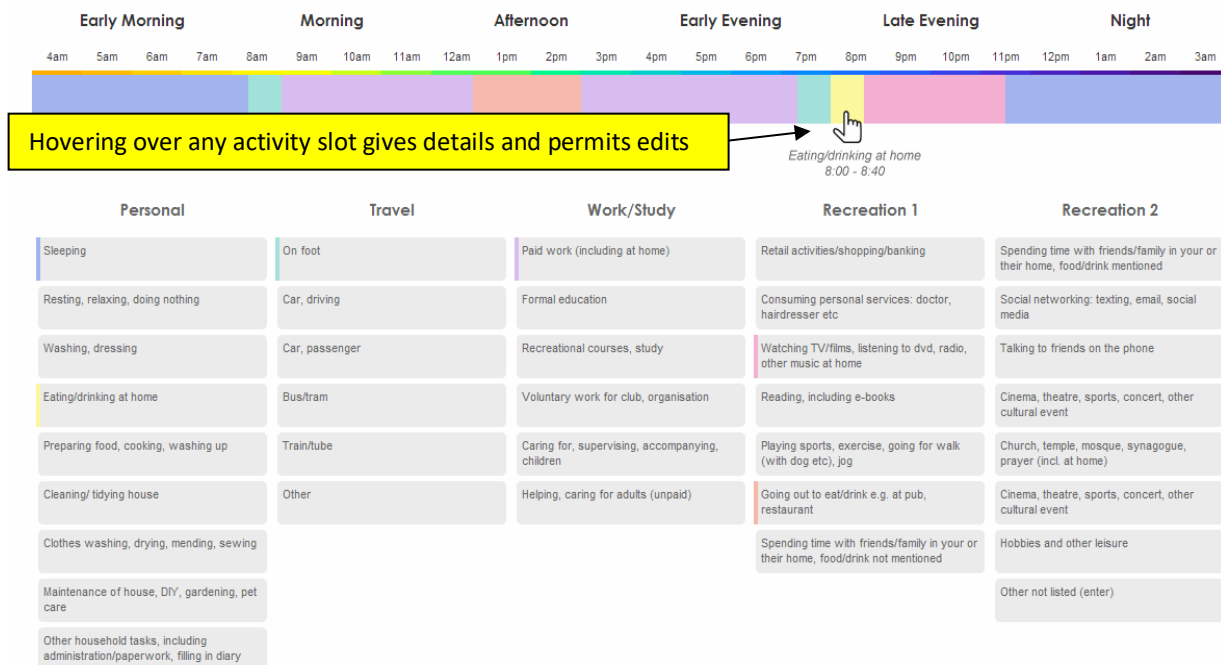 Early Morning Morning Afternoon Early Evening Late Evening Night
4am 5am 6am 7am 8am 9am 10am 11am 12am 1pm 2pm 3pm 4pm 5pm 6pm 7pm 8pm 9pm 10pm 11pm 12pm 1am 2am 3am
Hovering over any activity slot gives details and permits edits
Eating/drinking at home
8:00 - 8:40
Personal
Sleeping
Resting, relaxing, doing nothing
Washing, dressing
Eating/drinking at home
Preparing food, cooking, washing up
Cleaning/ tidying house
Clothes washing, drying, mending, sewing
Maintenance of house, DIY, gardening, pet
care
Other household tasks, including
administration/paperwork, filling in diary
Travel
On foot
Car, driving
Car, passenger
Bus/tram
Train/tube
Other
Work/Study
Paid work (including at home)
Formal education
Recreational courses, study
Voluntary work for club, organisation
Caring for, supervising, accompanying,
children
Helping, caring for adults (unpaid)
Recreation 1
Retail activities/shopping/banking
Consuming personal services: doctor,
hairdresser etc
Watching TV/films, listening to dvd, radio,
other music at home
Reading, including e-books
Playing sports, exercise, going for walk
(with dog etc), jog
Going out to eat/drink e.g. at pub,
restaurant
Spending time with friends/family in your or
their home, food/drink not mentioned
Recreation 2
Spending time with friends/family in your or
their home, food/drink mentioned
Social networking: texting, email, social
media
Talking to friends on the phone
Cinema, theatre, sports, concert, other
cultural event
Church, temple, mosque, synagogue,
prayer (incl. at home)
Cinema, theatre, sports, concert, other
cultural event
Hobbies and other leisure
Other not listed (enter)